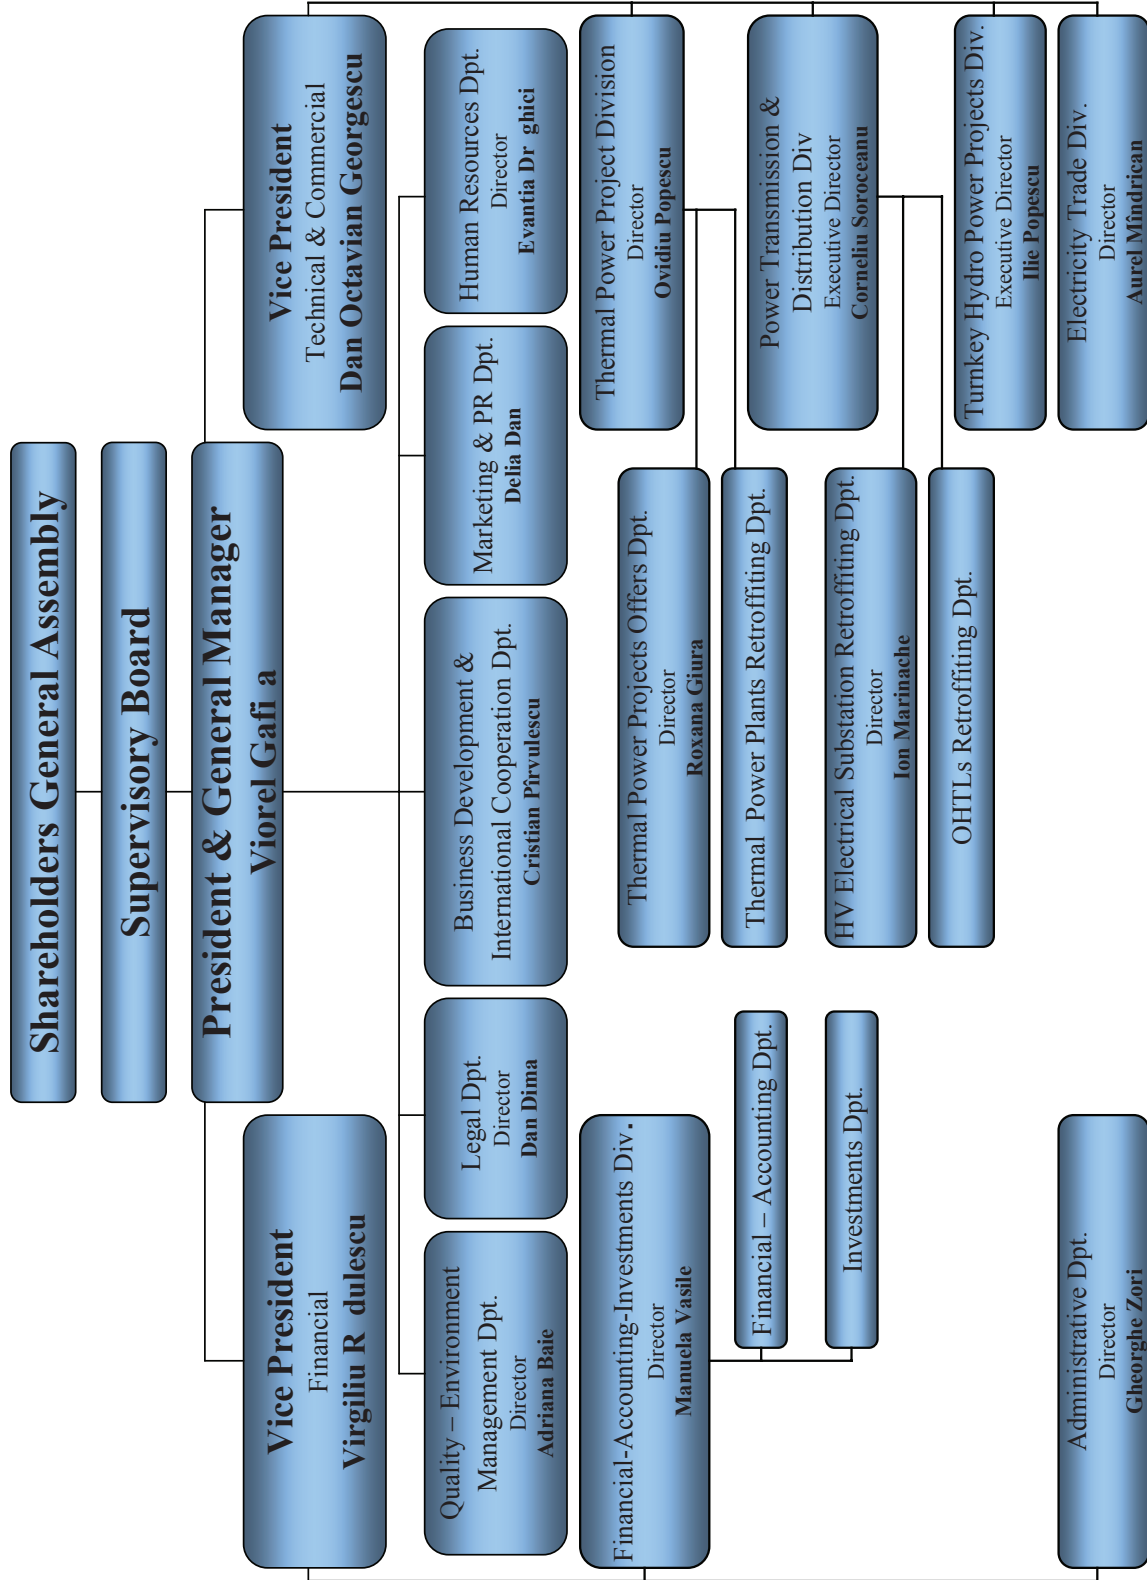 Shareholders General Assembly
Supervisory Board
President & General Manager
Viorel Gafi a
Vice President
Financial
Virgiliu R dulescu
Vice President
Technical & Commercial
Dan Octavian Georgescu
Quality – Environment
Management Dpt.
Director
Adriana Baie
Legal Dpt.
Director
Dan Dima
Business Development &
International Cooperation Dpt.
Cristian Pîrvulescu
Marketing & PR Dpt.
Delia Dan
Human Resources Dpt.
Director
Evantia Dr ghici
Financial-Accounting-Investments Div.
Director
Manuela Vasile
Financial – Accounting Dpt.
Investments Dpt.
Administrative Dpt.
Director
Gheorghe Zori
Thermal Power Project Division
Director
Ovidiu Popescu
Thermal Power Projects Offers Dpt.
Director
Roxana Giura
Thermal Power Plants Retroffiting Dpt.
Power Transmission &
Distribution Div
Executive Director
Corneliu Soroceanu
HV Electrical Substation Retroffiting Dpt.
Director
Ion Marinache
OHTLs Retroffiting Dpt.
Turnkey Hydro Power Projects Div.
Executive Director
Ilie Popescu
Electricity Trade Div.
Director
Aurel Mîndrican